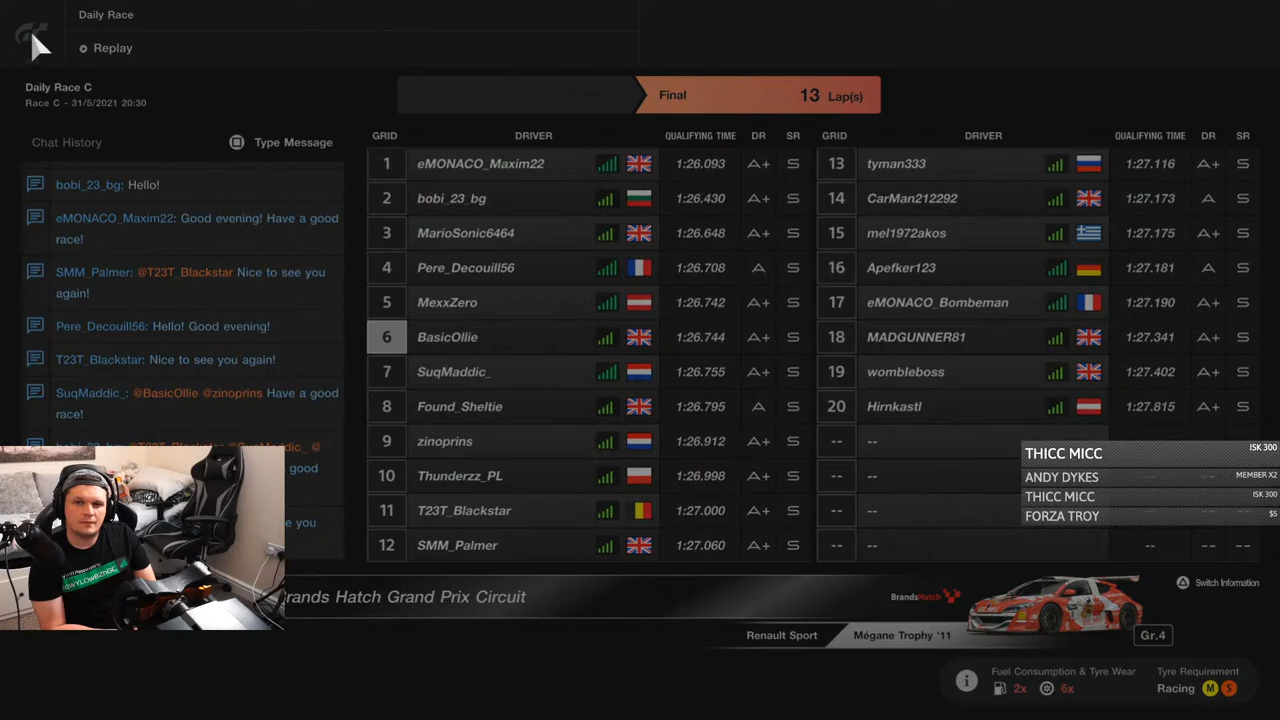 Daily Race
Replay
Daily Race C
Race C - 31/5/2021 20:30
Final 13 Lap(s)
Chat History Type Message
bobi_23_bg: Hello!
eMONACO_Maxim22: Good evening! Have a good
race!
SMM_Palmer: @T23T_Blackstar Nice to see you
again!
Pere_Decouill56: Hello! Good evening!
T23T_Blackstar: Nice to see you again!
SuqMaddic_: @BasicOllie @zinoprins Have a good
race!
GRID DRIVER QUALIFYING TIME DR SR
1 eMONACO_Maxim22 1:26.093 A+ S
2 bobi_23_bg 1:26.430 A+ S
3 MarioSonic6464 1:26.648 A+ S
4 Pere_Decouill56 1:26.708 A S
5 MexxZero 1:26.742 A+ S
6 BasicOllie 1:26.744 A+ S
7 SuqMaddic_ 1:26.755 A+ S
8 Found_Sheltie 1:26.795 A S
9 zinoprins 1:26.912 A+ S
10 Thunderzz_PL 1:26.998 A+ S
11 T23T_Blackstar 1:27.000 A+ S
12 SMM_Palmer 1:27.060 A+ S
GRID DRIVER QUALIFYING TIME DR SR
13 tyman333 1:27.116 A+ S
14 CarMan212292 1:27.173 A S
15 mel1972akos 1:27.175 A+ S
16 Apefker123 1:27.181 A S
17 eMONACO_Bombeman 1:27.190 A+ S
18 MADGUNNER81 1:27.341 A+ S
19 wombleboss 1:27.402 A+ S
20 Hirnkastl 1:27.815 A+ S
-- --
-- --
-- --
-- -- -- -- --
THICC MICC ISK 300
ANDY DYKES MEMBER X2
THICC MICC ISK 300
FORZA TROY $5
rands Hatch Grand Prix Circuit
BrandsHatch
Switch Information
Renault Sport Mégane Trophy '11 Gr.4
Fuel Consumption & Tyre Wear
2x 6x
Tyre Requirement
Racing M S